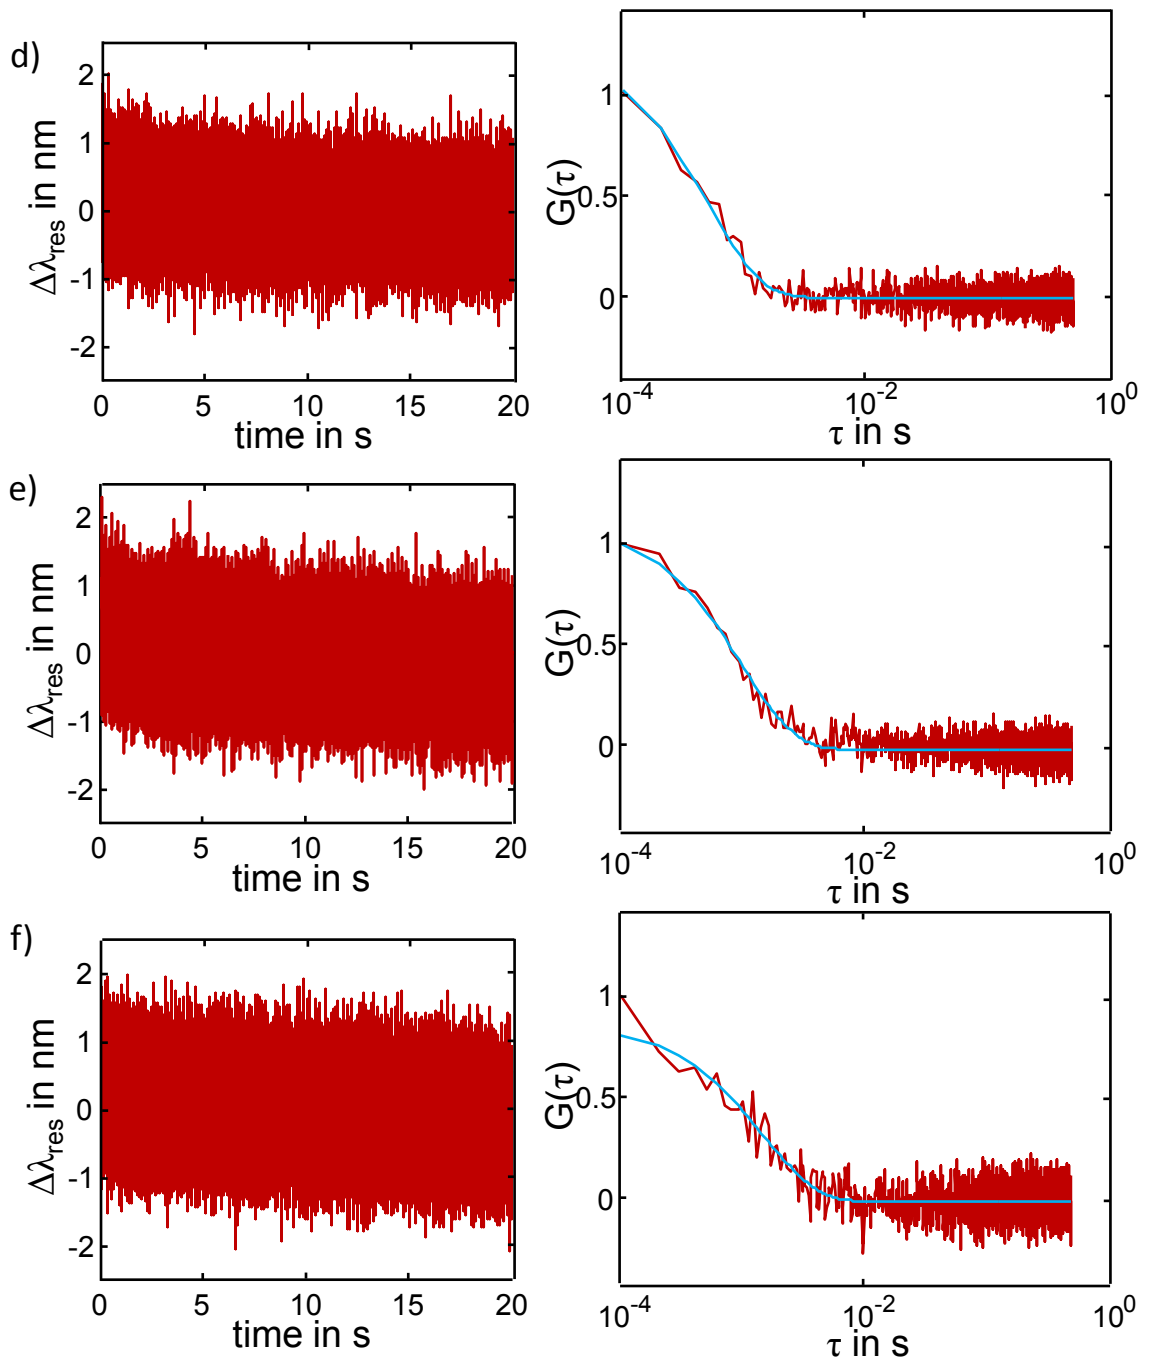 d)
Δλres in nm
2
1
0
-1
-2
0 5 10 15 20
time in s
G(τ)
1
0.5
0
10-4 10-2 100
τ in s
e)
Δλres in nm
2
1
0
-1
-2
0 5 10 15 20
time in s
G(τ)
1
0.5
0
10-4 10-2 100
τ in s
f)
Δλres in nm
2
1
0
-1
-2
0 5 10 15 20
time in s
G(τ)
1
0.5
0
10-4 10-2 100
τ in s